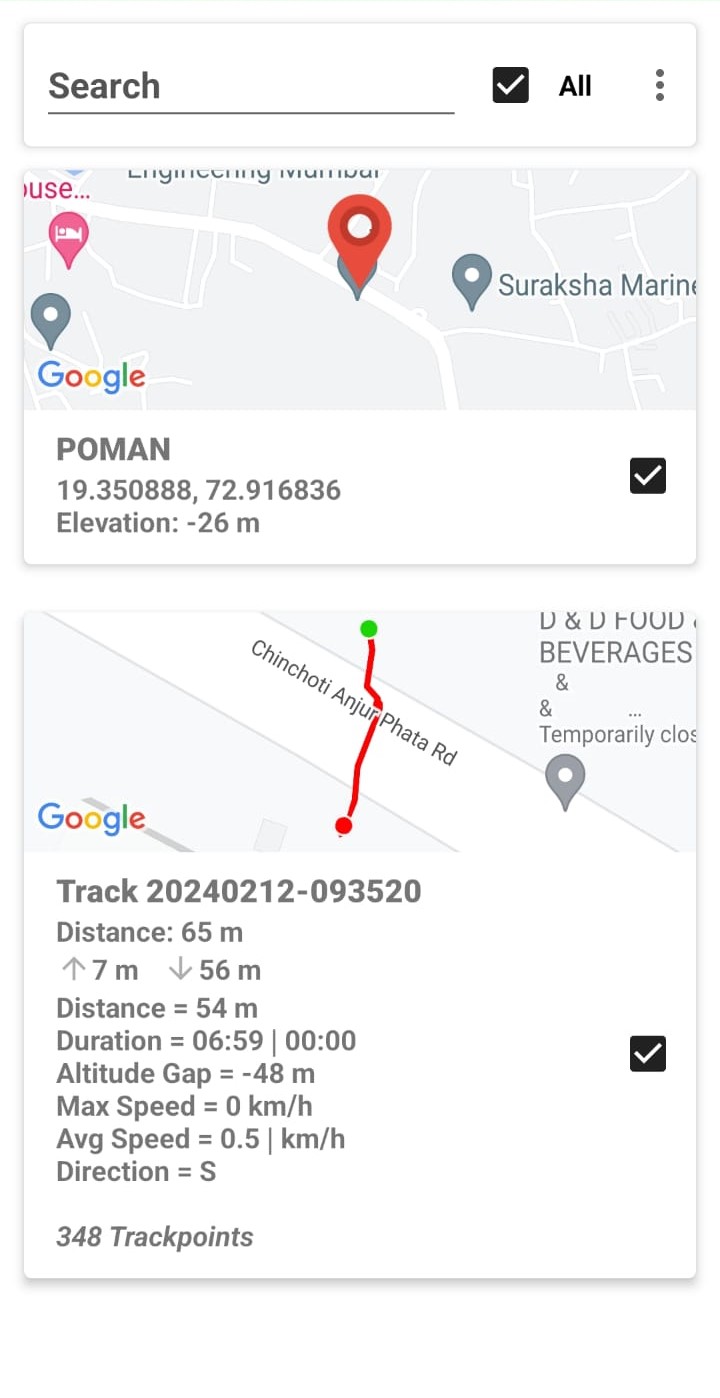 Search
All
Engineering Mumbai
ouse...
Suraksha Marine
Google
POMAN
19.350888, 72.916836
Elevation: -26 m
D & D FOOD
BEVERAGES
&
& ...
Temporarily clos
Chinchoti Anjur Phata Rd
Google
Track 20240212-093520
Distance: 65 m
↑ 7 m ↓ 56 m
Distance = 54 m
Duration = 06:59 | 00:00
Altitude Gap = -48 m
Max Speed = 0 km/h
Avg Speed = 0.5 | km/h
Direction = S
348 Trackpoints